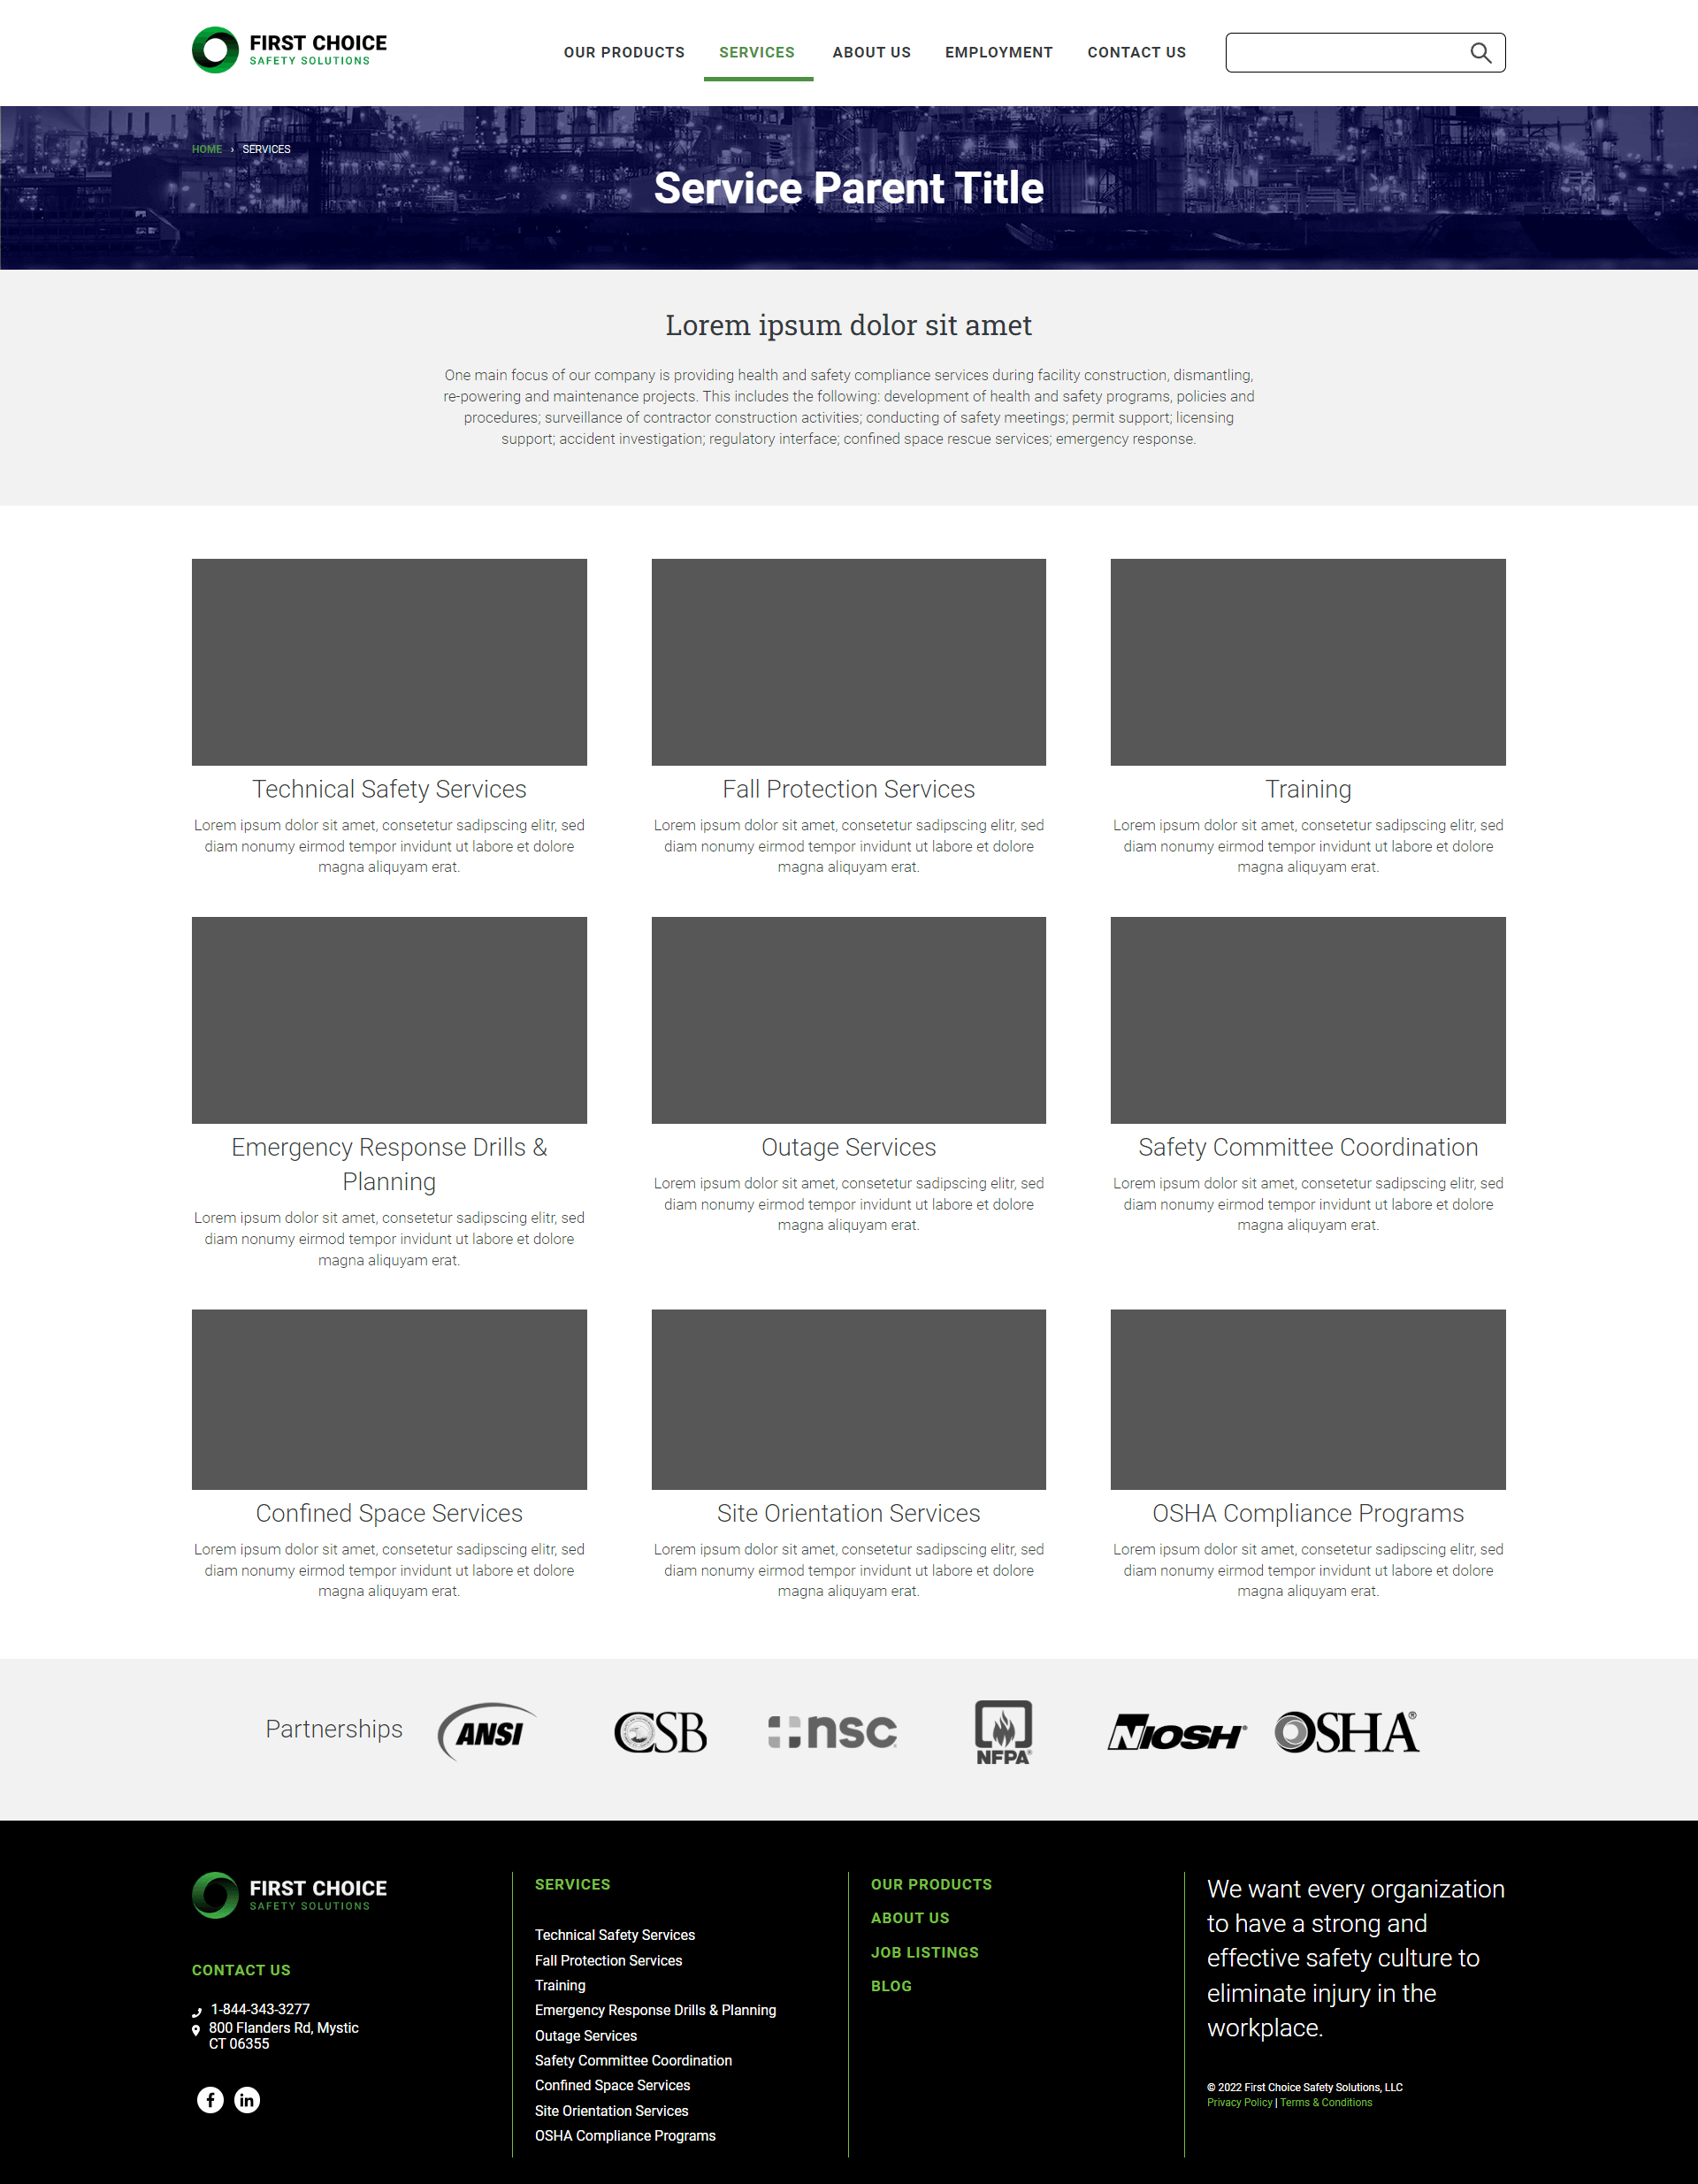 FIRST CHOICE
SAFETY SOLUTIONS
OUR PRODUCTS
SERVICES
ABOUT US
EMPLOYMENT
CONTACT US
HOME › SERVICES
Service Parent Title
Lorem ipsum dolor sit amet
One main focus of our company is providing health and safety compliance services during facility construction, dismantling,
re-powering and maintenance projects. This includes the following: development of health and safety programs, policies and
procedures; surveillance of contractor construction activities; conducting of safety meetings; permit support; licensing
support; accident investigation; regulatory interface; confined space rescue services; emergency response.
Technical Safety Services
Lorem ipsum dolor sit amet, consetetur sadipscing elitr, sed
diam nonumy eirmod tempor invidunt ut labore et dolore
magna aliquyam erat.
Fall Protection Services
Lorem ipsum dolor sit amet, consetetur sadipscing elitr, sed
diam nonumy eirmod tempor invidunt ut labore et dolore
magna aliquyam erat.
Training
Lorem ipsum dolor sit amet, consetetur sadipscing elitr, sed
diam nonumy eirmod tempor invidunt ut labore et dolore
magna aliquyam erat.
Emergency Response Drills &
Planning
Lorem ipsum dolor sit amet, consetetur sadipscing elitr, sed
diam nonumy eirmod tempor invidunt ut labore et dolore
magna aliquyam erat.
Outage Services
Lorem ipsum dolor sit amet, consetetur sadipscing elitr, sed
diam nonumy eirmod tempor invidunt ut labore et dolore
magna aliquyam erat.
Safety Committee Coordination
Lorem ipsum dolor sit amet, consetetur sadipscing elitr, sed
diam nonumy eirmod tempor invidunt ut labore et dolore
magna aliquyam erat.
Confined Space Services
Lorem ipsum dolor sit amet, consetetur sadipscing elitr, sed
diam nonumy eirmod tempor invidunt ut labore et dolore
magna aliquyam erat.
Site Orientation Services
Lorem ipsum dolor sit amet, consetetur sadipscing elitr, sed
diam nonumy eirmod tempor invidunt ut labore et dolore
magna aliquyam erat.
OSHA Compliance Programs
Lorem ipsum dolor sit amet, consetetur sadipscing elitr, sed
diam nonumy eirmod tempor invidunt ut labore et dolore
magna aliquyam erat.
Partnerships
ANSI
CSB
nsc
NFPA®
NIOSH®
OSHA®
FIRST CHOICE
SAFETY SOLUTIONS
CONTACT US
1-844-343-3277
800 Flanders Rd, Mystic
CT 06355
f
in
SERVICES
Technical Safety Services
Fall Protection Services
Training
Emergency Response Drills & Planning
Outage Services
Safety Committee Coordination
Confined Space Services
Site Orientation Services
OSHA Compliance Programs
OUR PRODUCTS
ABOUT US
JOB LISTINGS
BLOG
We want every organization
to have a strong and
effective safety culture to
eliminate injury in the
workplace.
© 2022 First Choice Safety Solutions, LLC
Privacy Policy | Terms & Conditions